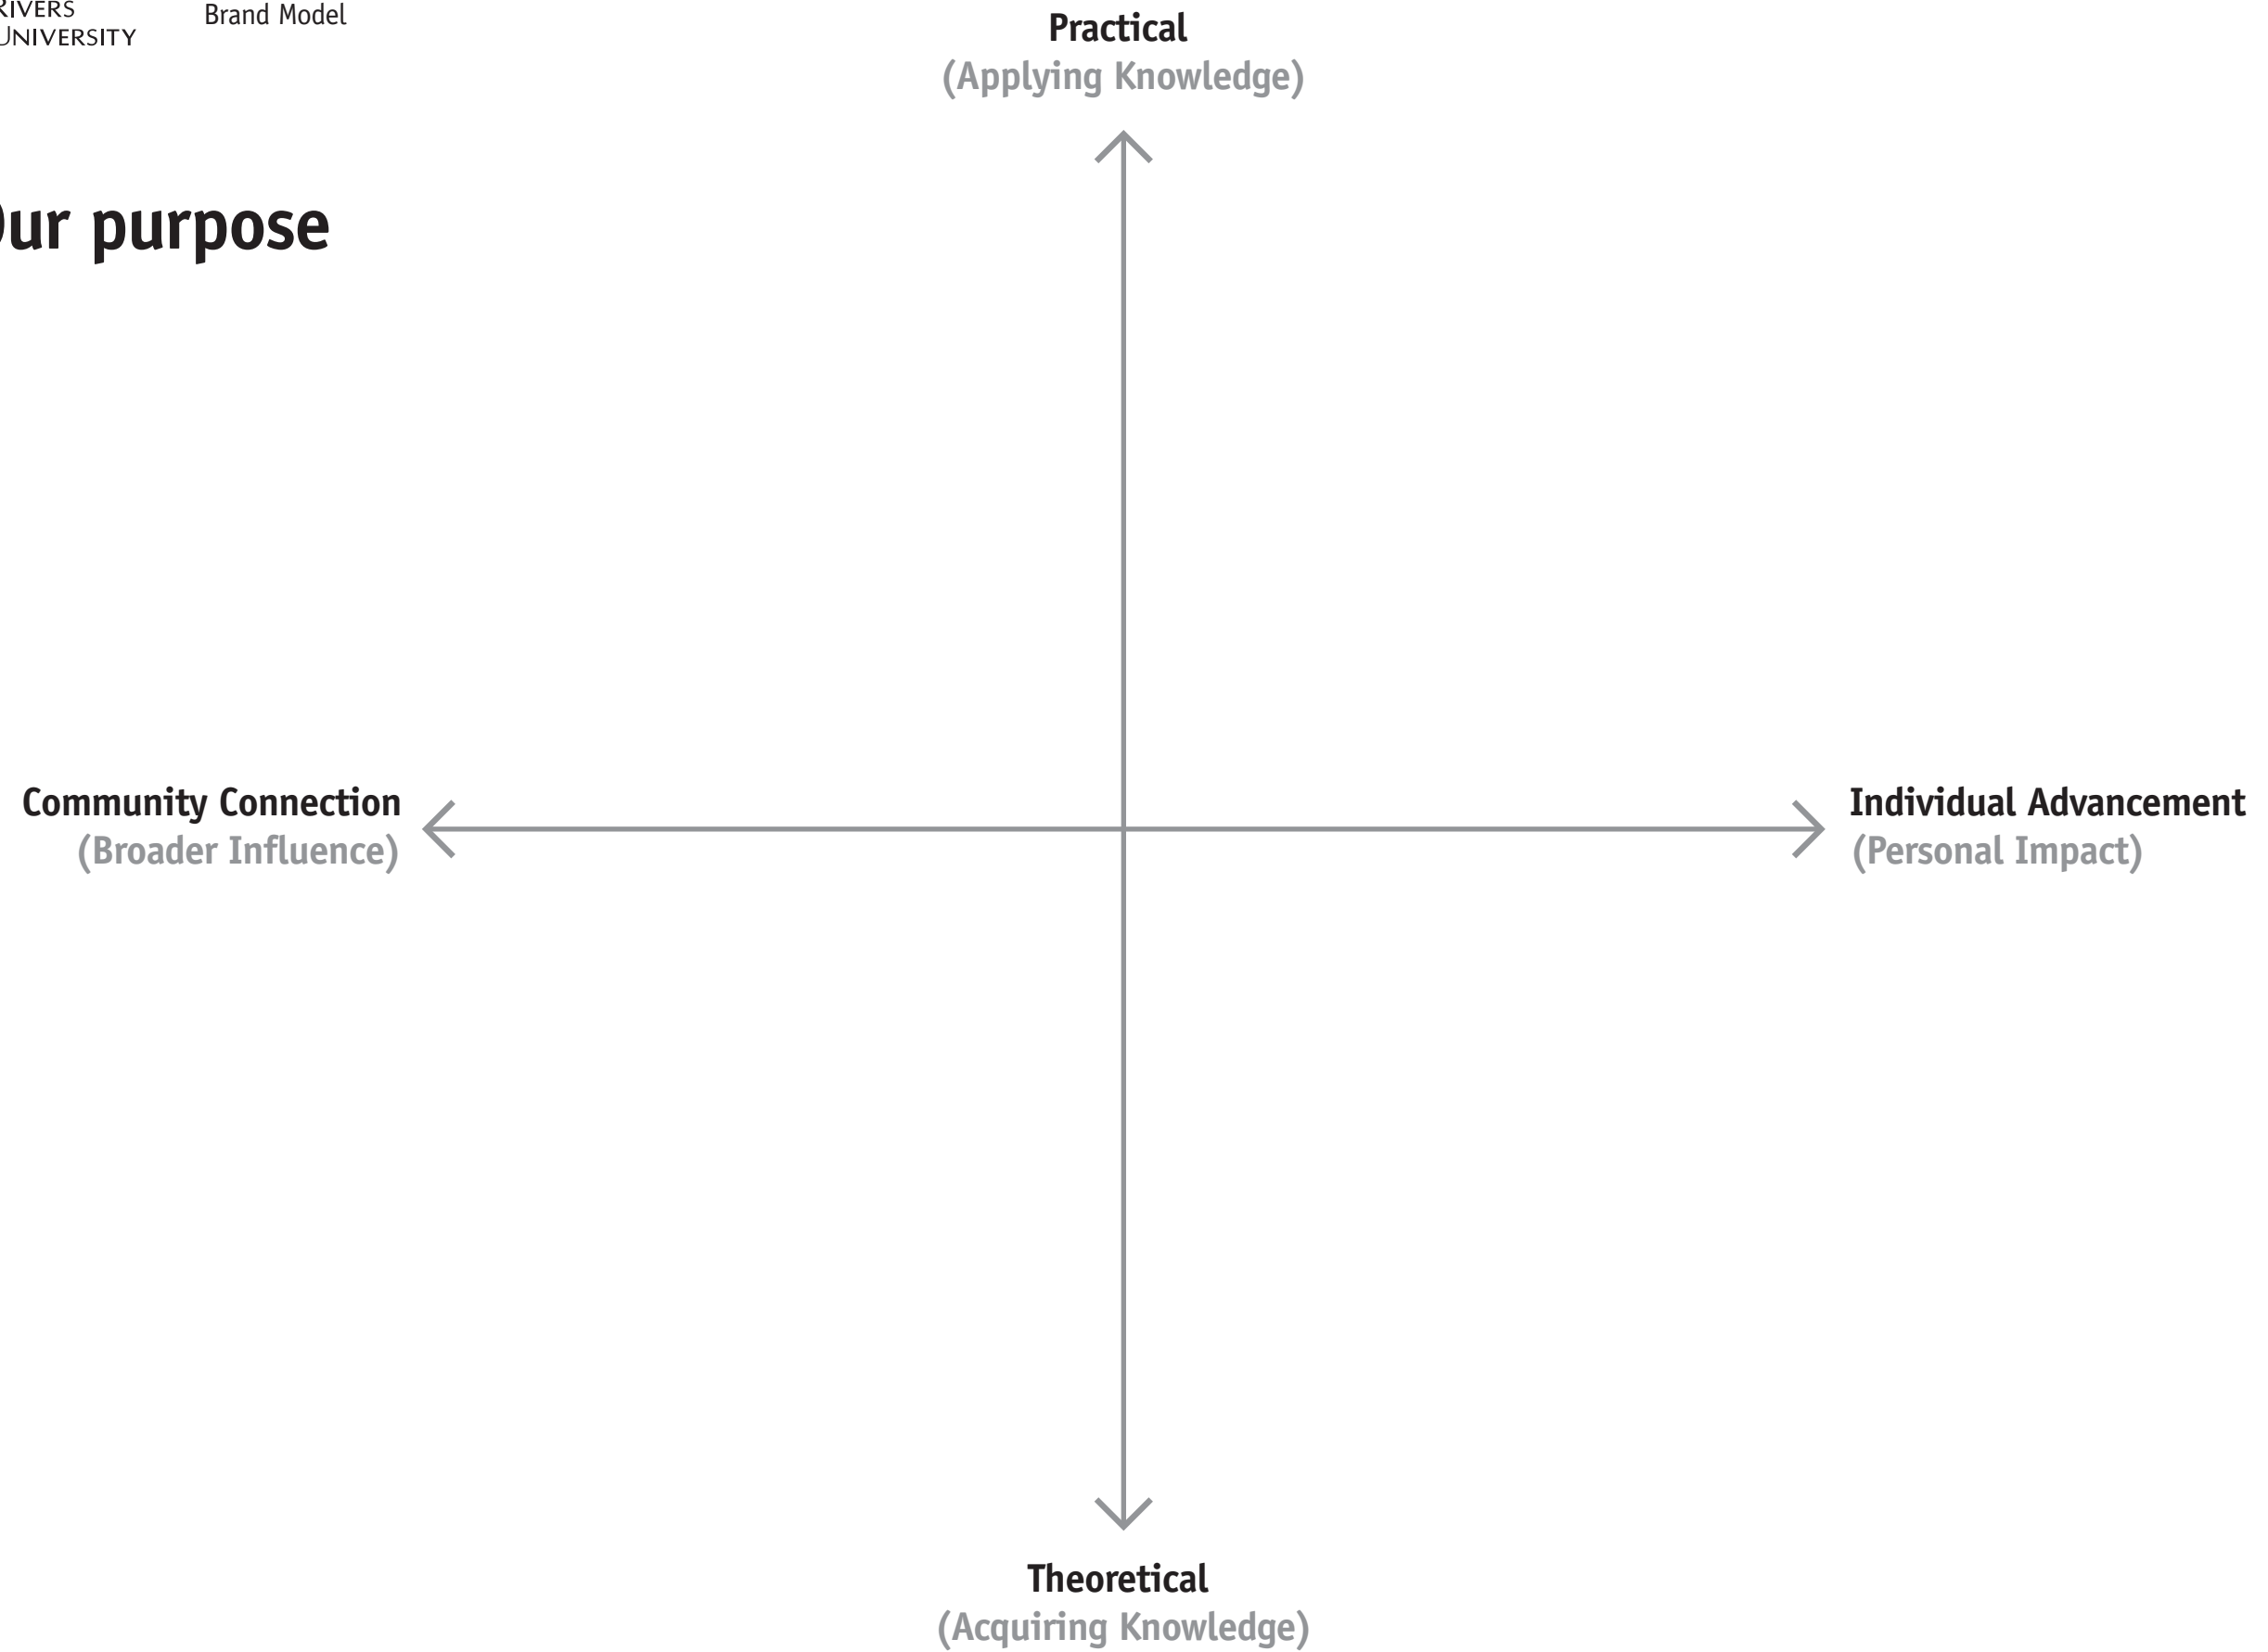 RIVERS
UNIVERSITY
Brand Model
Our purpose
Practical
(Applying Knowledge)
Community Connection
(Broader Influence)
Individual Advancement
(Personal Impact)
Theoretical
(Acquiring Knowledge)